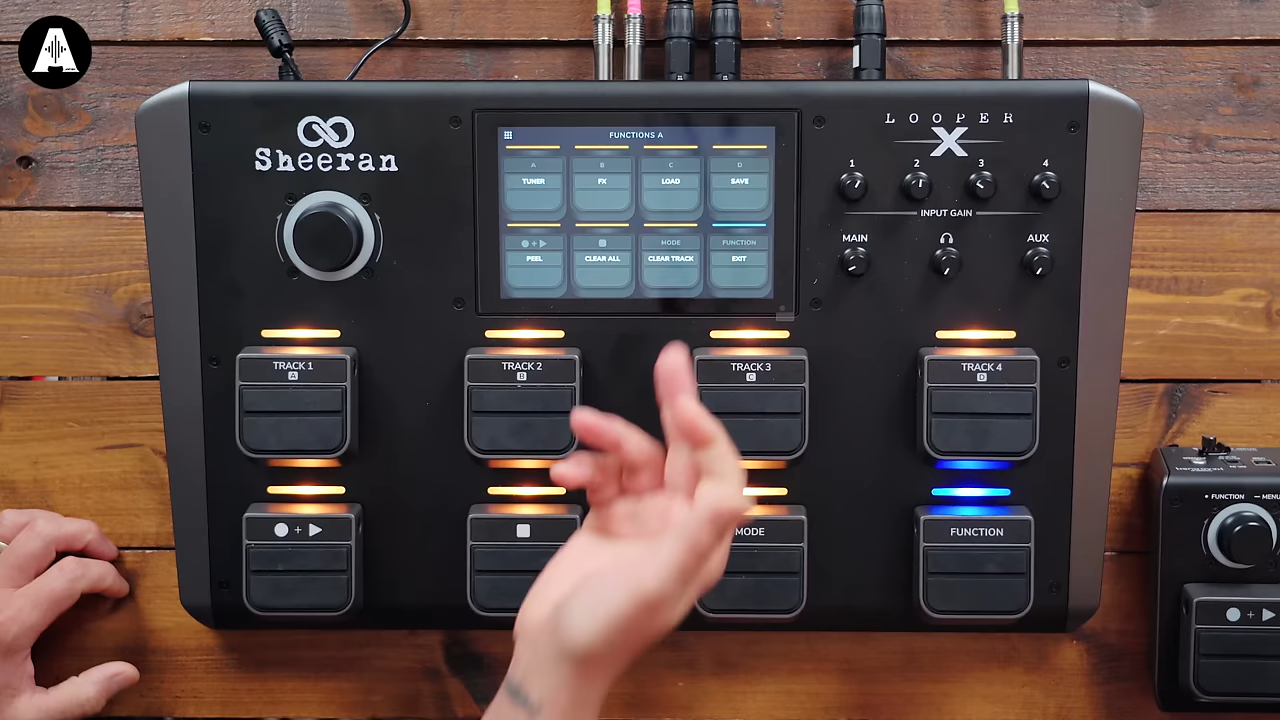 A
Sheeran
FUNCTIONS A
A B C D
TUNER FX LOAD SAVE
MODE FUNCTION
PEEL CLEAR ALL CLEAR TRACK EXIT
LOOPER
X
1 2 3 4
INPUT GAIN
MAIN AUX
TRACK 1
A
TRACK 2
B
TRACK 3
C
TRACK 4
D
MODE
FUNCTION
FUNCTION MENU